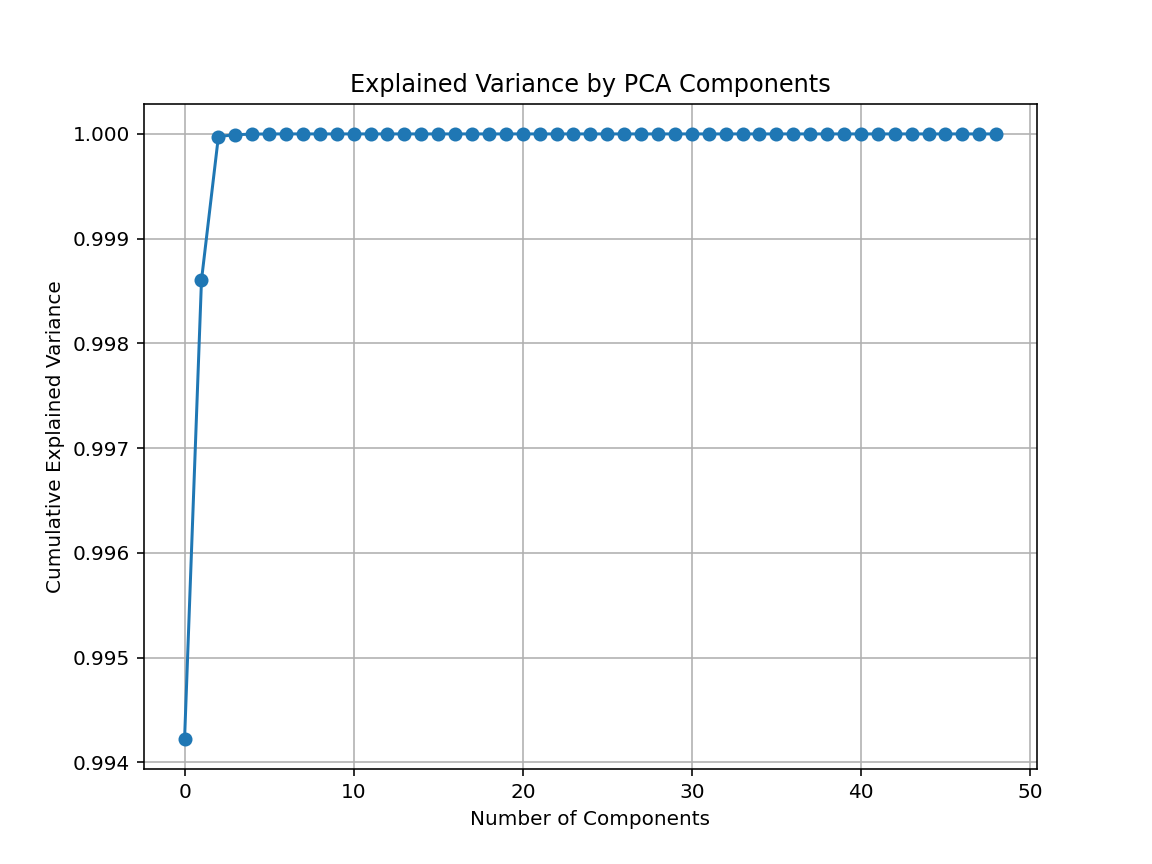 Explained Variance by PCA Components
1.000
0.999
0.998
0.997
0.996
0.995
0.994
Cumulative Explained Variance
0 10 20 30 40 50
Number of Components